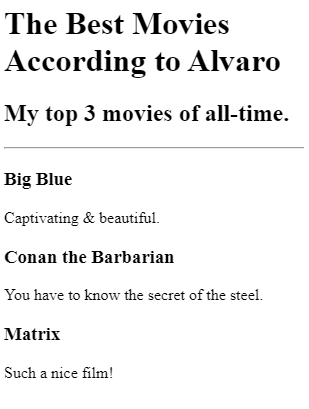 The Best Movies
According to Alvaro
My top 3 movies of all-time.
Big Blue
Captivating & beautiful.
Conan the Barbarian
You have to know the secret of the steel.
Matrix
Such a nice film!